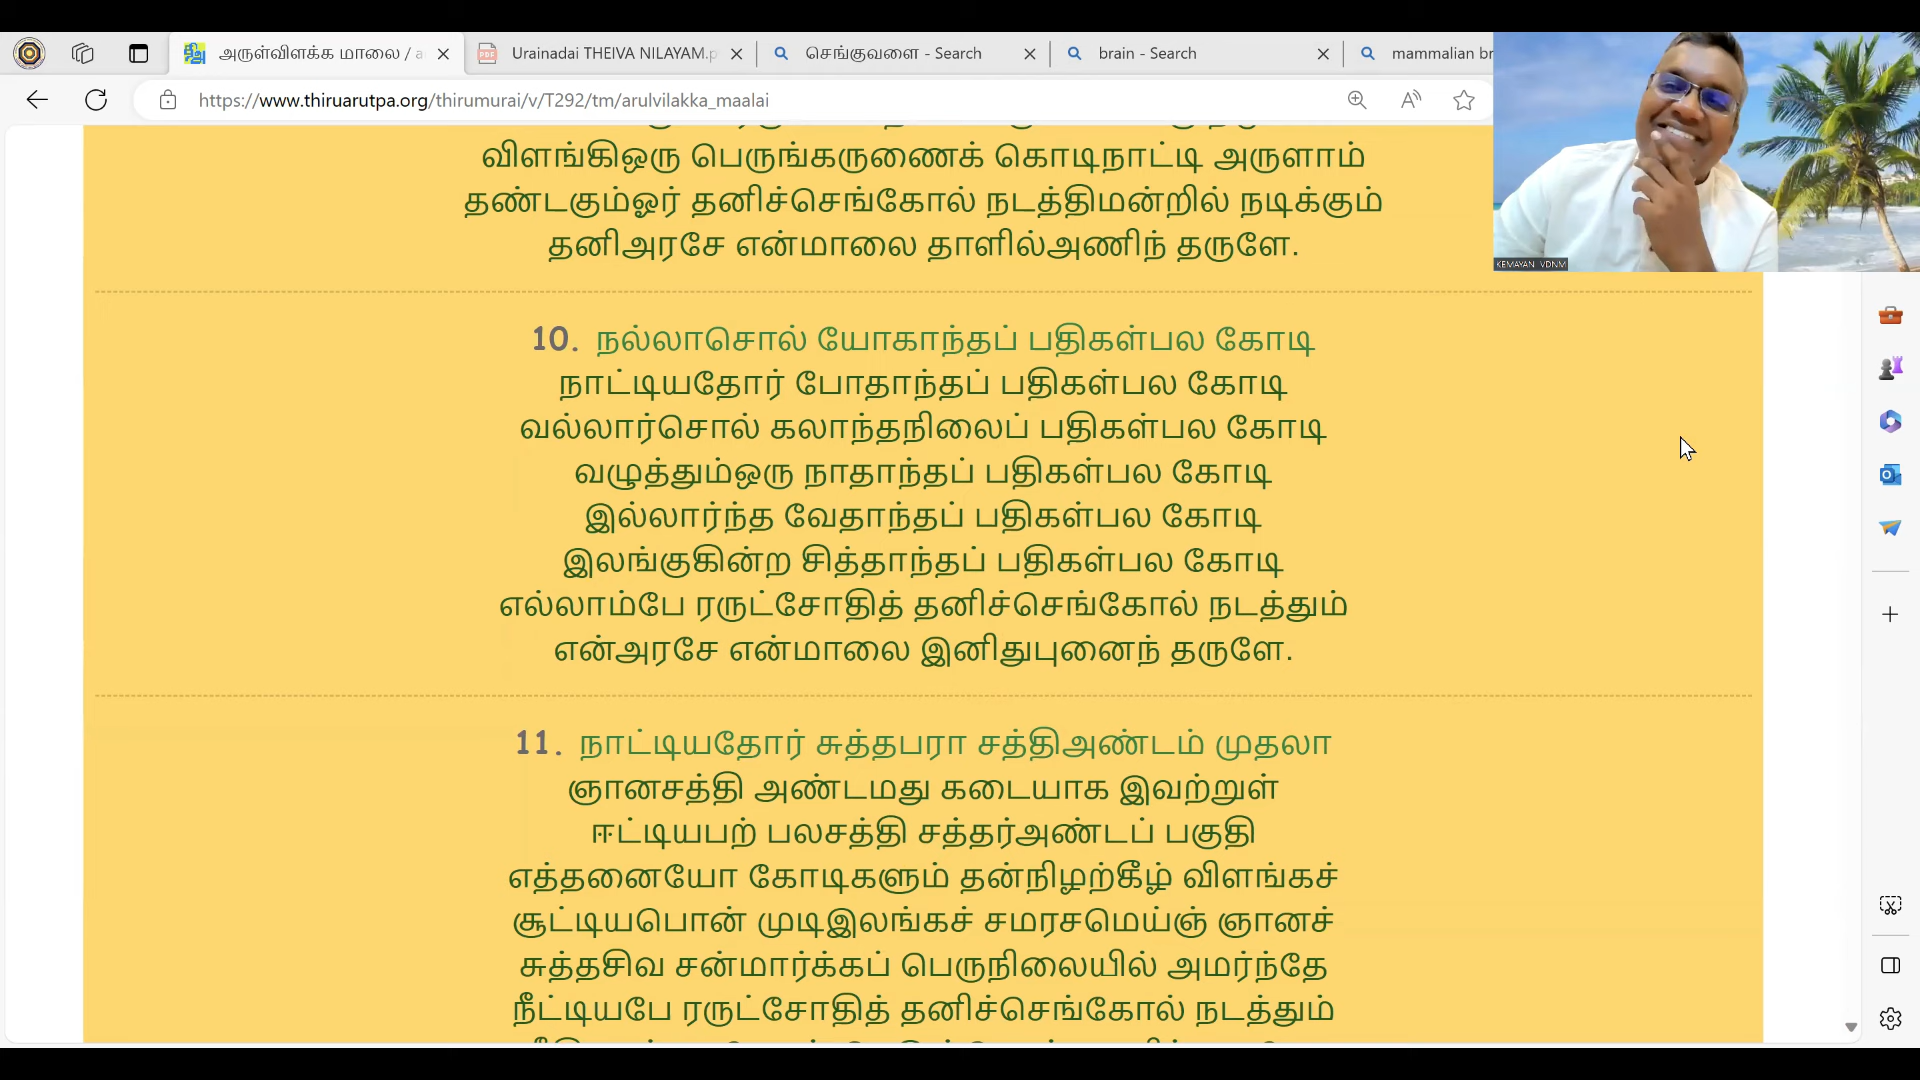 அருள்விளக்க மாலை / a
Urainadai THEIVA NILAYAM.p
செங்குவளை - Search
brain - Search
mammalian br
https://www.thiruarutpa.org/thirumurai/v/T292/tm/arulvilakka_maalai
விளங்கிஒரு பெருங்கருணைக் கொடிநாட்டி அருளாம்
தண்டகும்ஓர் தனிச்செங்கோல் நடத்திமன்றில் நடிக்கும்
தனிஅரசே என்மாலை தாளில்அணிந் தருளே.
KEMAYAN VDNM
10. நல்லாசொல் யோகாந்தப் பதிகள்பல கோடி
நாட்டியதோர் போதாந்தப் பதிகள்பல கோடி
வல்லார்சொல் கலாந்தநிலைப் பதிகள்பல கோடி
வழுத்தும்ஒரு நாதாந்தப் பதிகள்பல கோடி
இல்லார்ந்த வேதாந்தப் பதிகள்பல கோடி
இலங்குகின்ற சித்தாந்தப் பதிகள்பல கோடி
எல்லாம்பே ரருட்சோதித் தனிச்செங்கோல் நடத்தும்
என்அரசே என்மாலை இனிதுபுனைந் தருளே.
11. நாட்டியதோர் சுத்தபரா சத்திஅண்டம் முதலா
ஞானசத்தி அண்டமது கடையாக இவற்றுள்
ஈட்டியபற் பலசத்தி சத்தர்அண்டப் பகுதி
எத்தனையோ கோடிகளும் தன்நிழற்கீழ் விளங்கச்
சூட்டியபொன் முடிஇலங்கச் சமரசமெய்ஞ் ஞானச்
சுத்தசிவ சன்மார்க்கப் பெருநிலையில் அமர்ந்தே
நீட்டியபே ரருட்சோதித் தனிச்செங்கோல் நடத்தும்